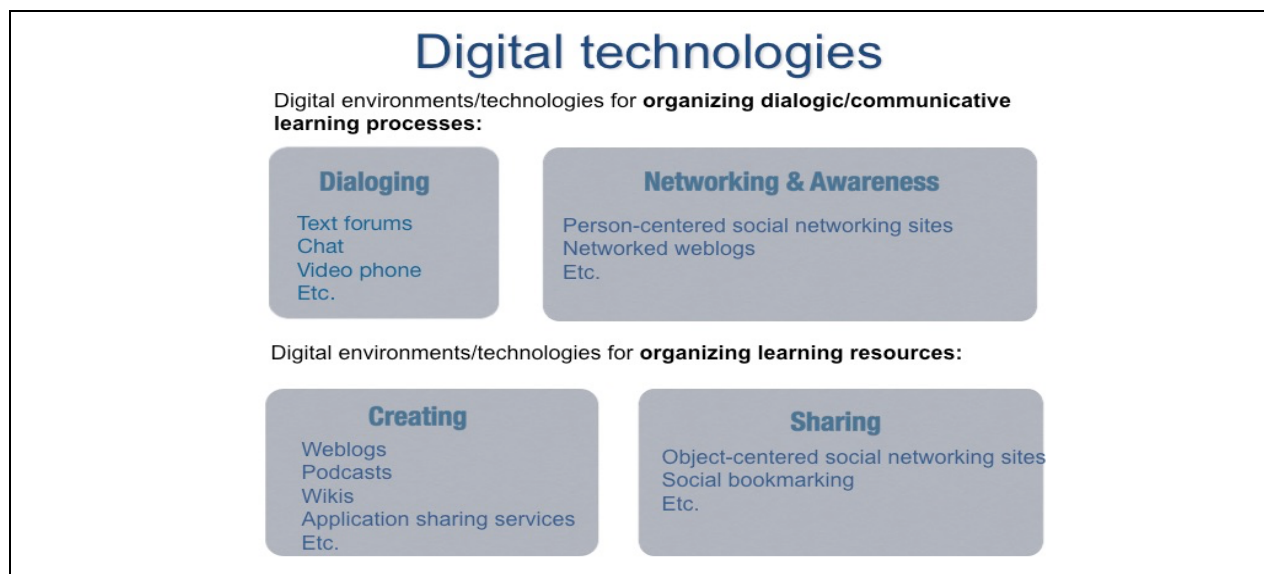 Digital technologies
Digital environments/technologies for organizing dialogic/communicative
learning processes:
Dialoging
Text forums
Chat
Video phone
Etc.
Networking & Awareness
Person-centered social networking sites
Networked weblogs
Etc.
Digital environments/technologies for organizing learning resources:
Creating
Weblogs
Podcasts
Wikis
Application sharing services
Etc.
Sharing
Object-centered social networking sites
Social bookmarking
Etc.